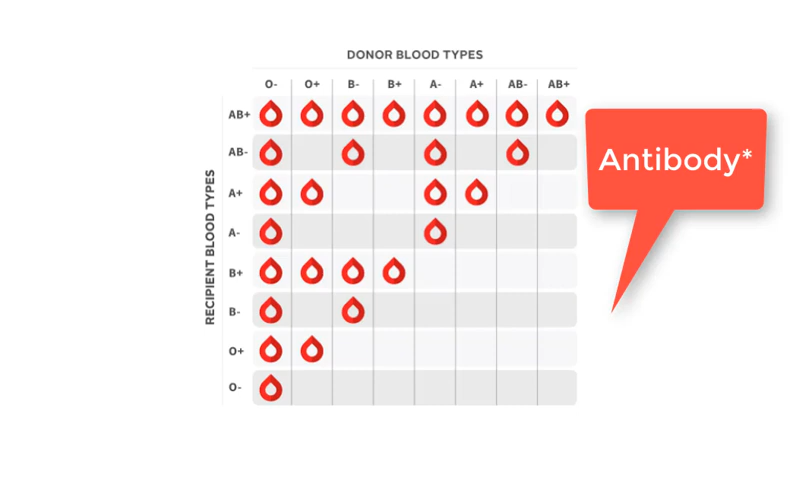 DONOR BLOOD TYPES
O- O+ B- B+ A- A+ AB- AB+
RECIPIENT BLOOD TYPES
AB+
AB-
A+
A-
B+
B-
O+
O-
Antibody*